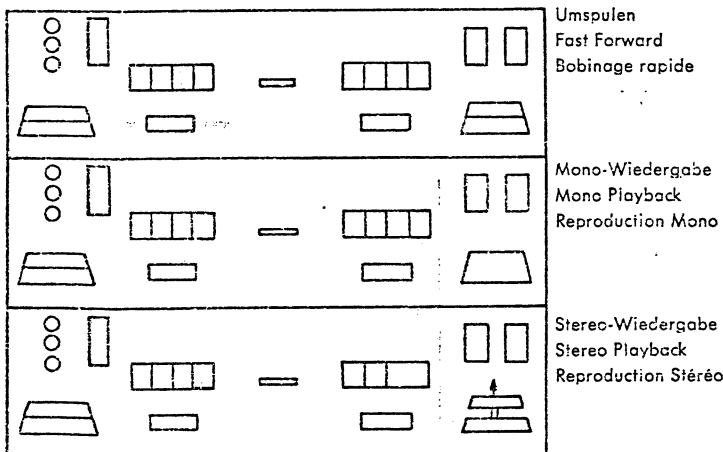 Umspulen
Fast Forward
Bobinage rapide
Mono-Wiedergabe
Mono Playback
Reproduction Mono
Stereo-Wiedergabe
Stereo Playback
Reproduction Stéréo